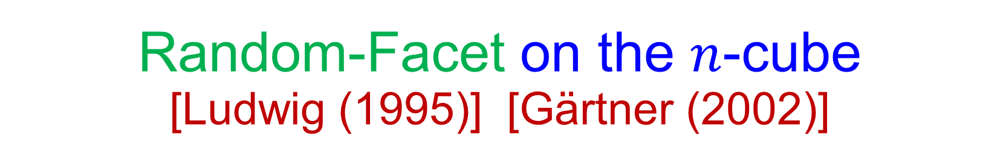 Random-Facet on the n-cube
[Ludwig (1995)] [Gärtner (2002)]